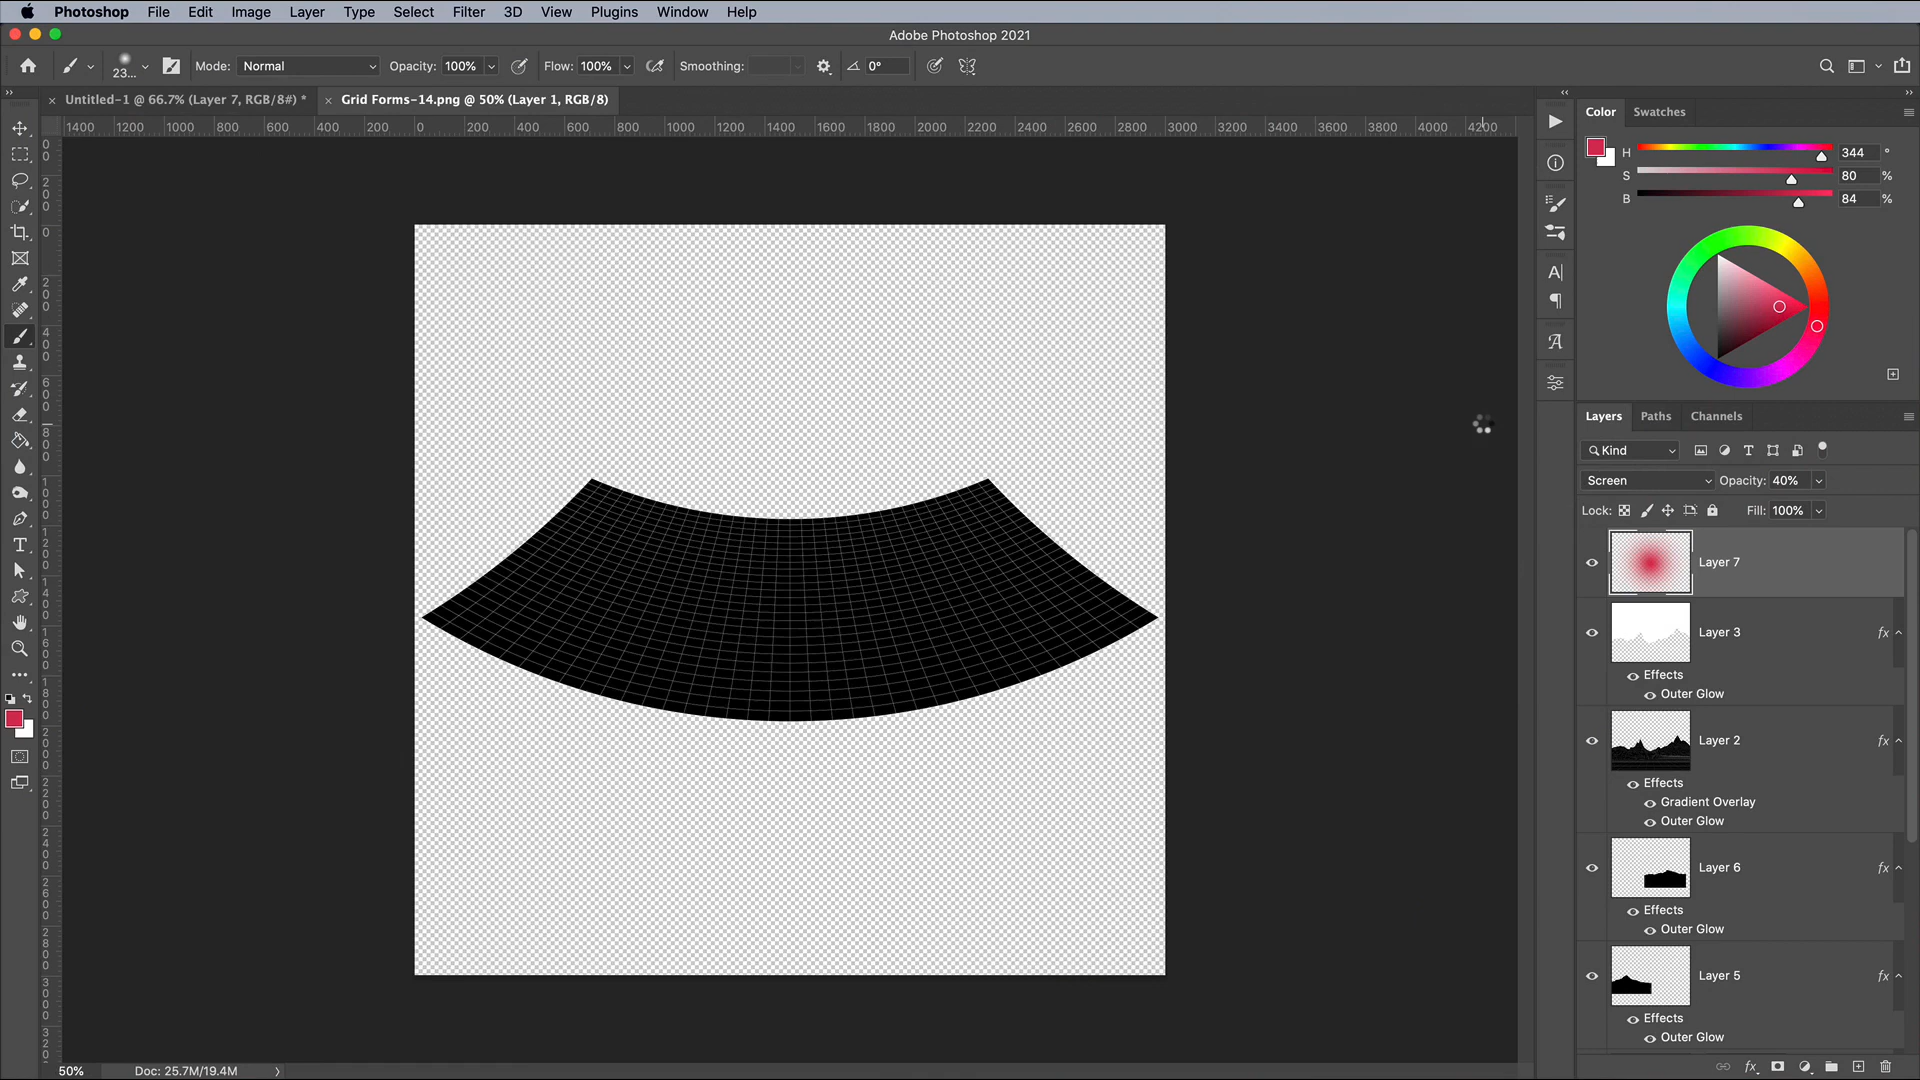 Photoshop File Edit Image Layer Type Select Filter 3D View Plugins Window Help
Adobe Photoshop 2021
23... Mode: Normal Opacity: 100% Flow: 100% Smoothing: 0°
Untitled-1 @ 66.7% (Layer 7, RGB/8#) * Grid Forms-14.png @ 50% (Layer 1, RGB/8)
1400 1200 1000 800 600 400 200 0 200 400 600 800 1000 1200 1400 1600 1800 2000 2200 2400 2600 2800 3000 3200 3400 3600 3800 4000 4200
Color Swatches
H 344 °
S 80 %
B 84 %
Layers Paths Channels
Kind
Screen Opacity: 40%
Lock: Fill: 100%
Layer 7
Layer 3 fx
Effects
Outer Glow
Layer 2 fx
Effects
Gradient Overlay
Outer Glow
Layer 6 fx
Effects
Outer Glow
Layer 5 fx
Effects
Outer Glow
50% Doc: 25.7M/19.4M